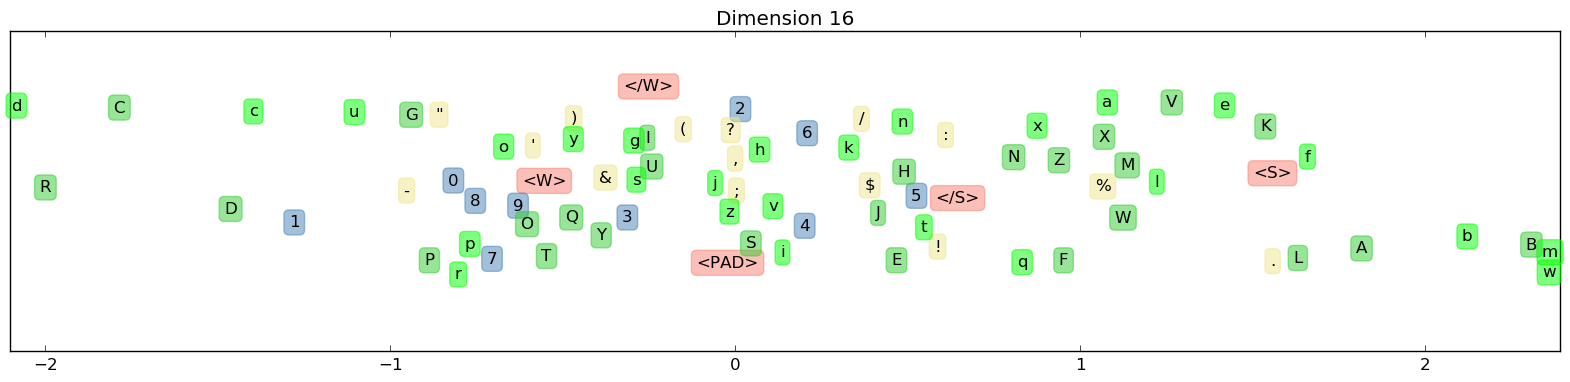 Dimension 16
</W>
d C c u G " ) ( ? 2 / n a V e
o ' y g I h 6 k : x X K
R - 0 <W> & s U j , ; $ H N Z % M l <S> f
D 1 8 9 O Q Y 3 z v 4 J 5 t </S> W
P p r 7 T S <PAD> i E ! q F . L A b B m w
−2 −1 0 1 2